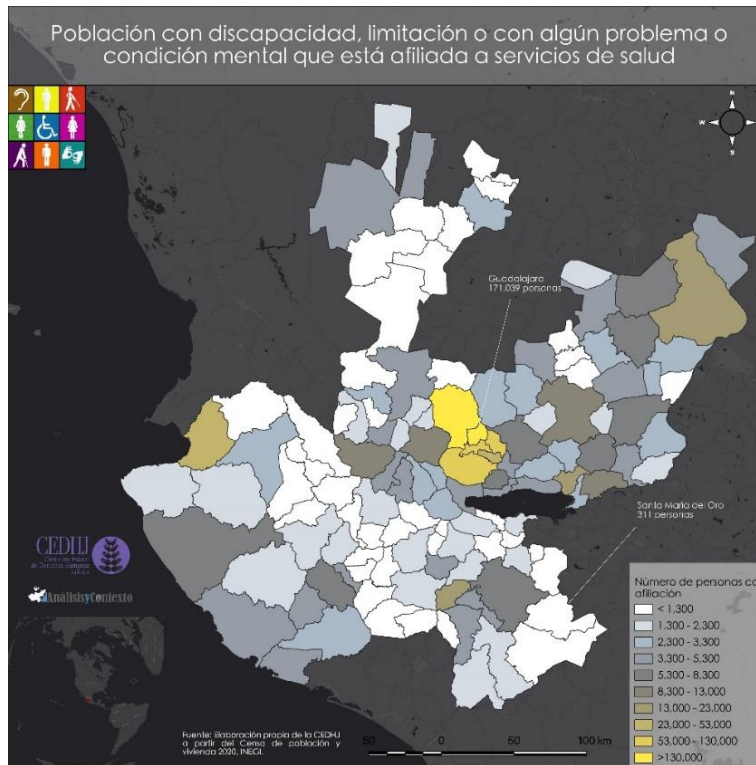 Población con discapacidad, limitación o con algún problema o
condición mental que está afiliada a servicios de salud
N
W
E
S
Guadalajara
171,039 personas
Santa María del Oro
311 personas
CEDHJ
AnálisisyContexto
Número de personas co
afiliación
< 1,300
1,300 - 2,300
2,300 - 3,300
3,300 - 5,300
5,300 - 8,300
8,300 - 13,000
13,000 - 23,000
23,000 - 53,000
53,000 - 130,000
>130,000
Fuente: Elaboración propia de la CEDHJ
a partir del Censo de población y
vivienda 2020, INEGI.
50 0 50 100 km